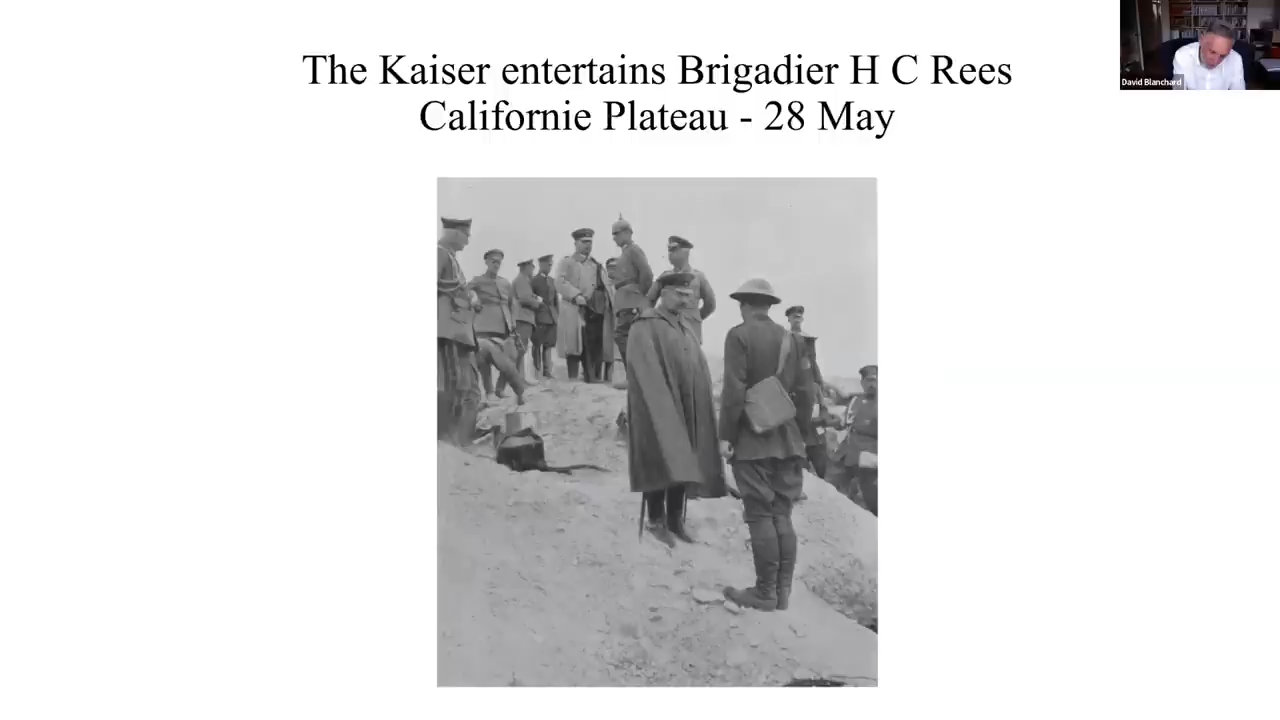 The Kaiser entertains Brigadier H C Rees
Californie Plateau - 28 May
David Blanchard